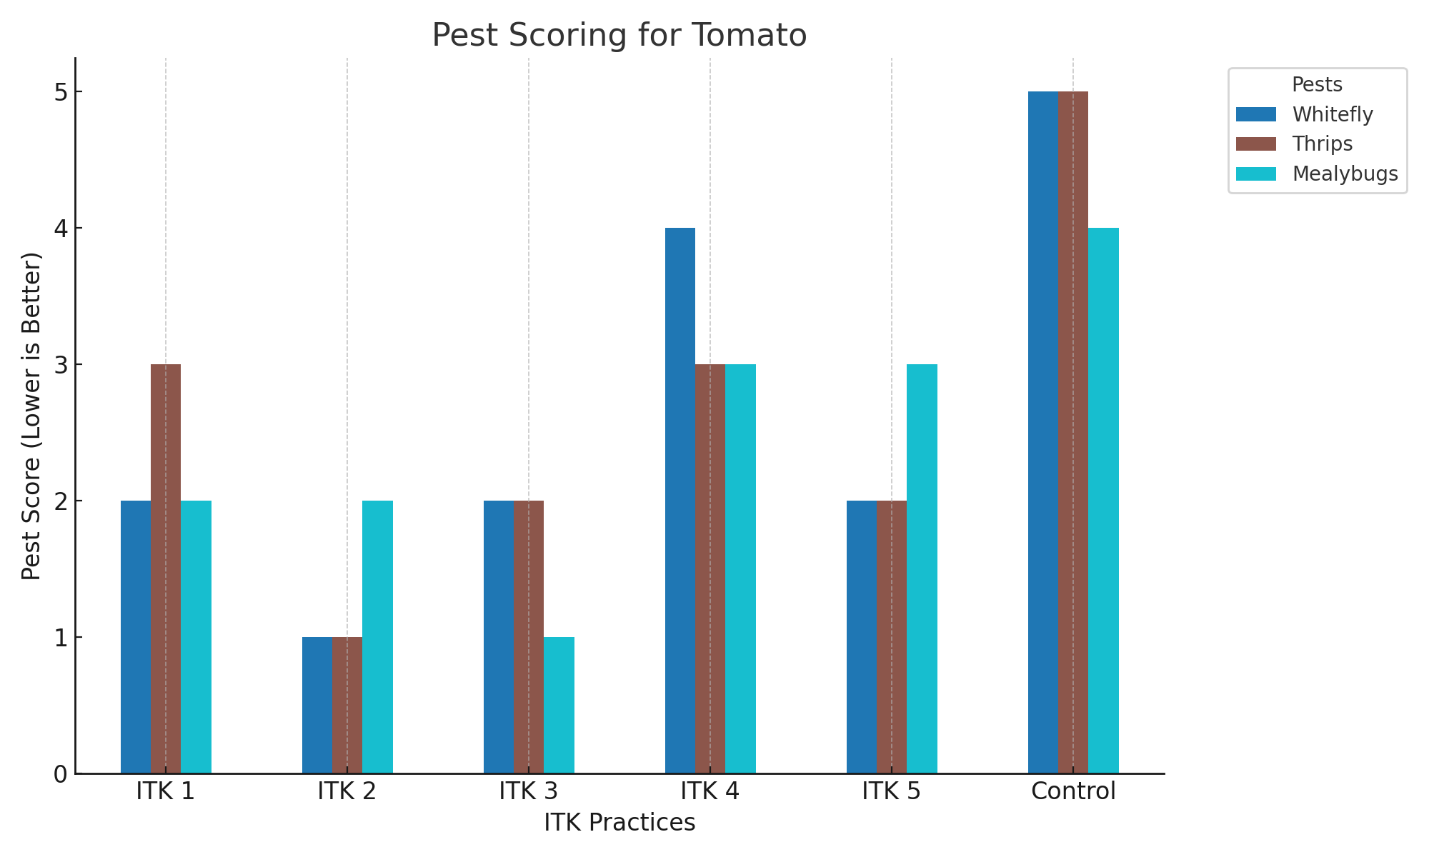 Pest Scoring for Tomato
Pests
Whitefly
Thrips
Mealybugs
Pest Score (Lower is Better)
5
4
3
2
1
0
ITK 1 ITK 2 ITK 3 ITK 4 ITK 5 Control
ITK Practices